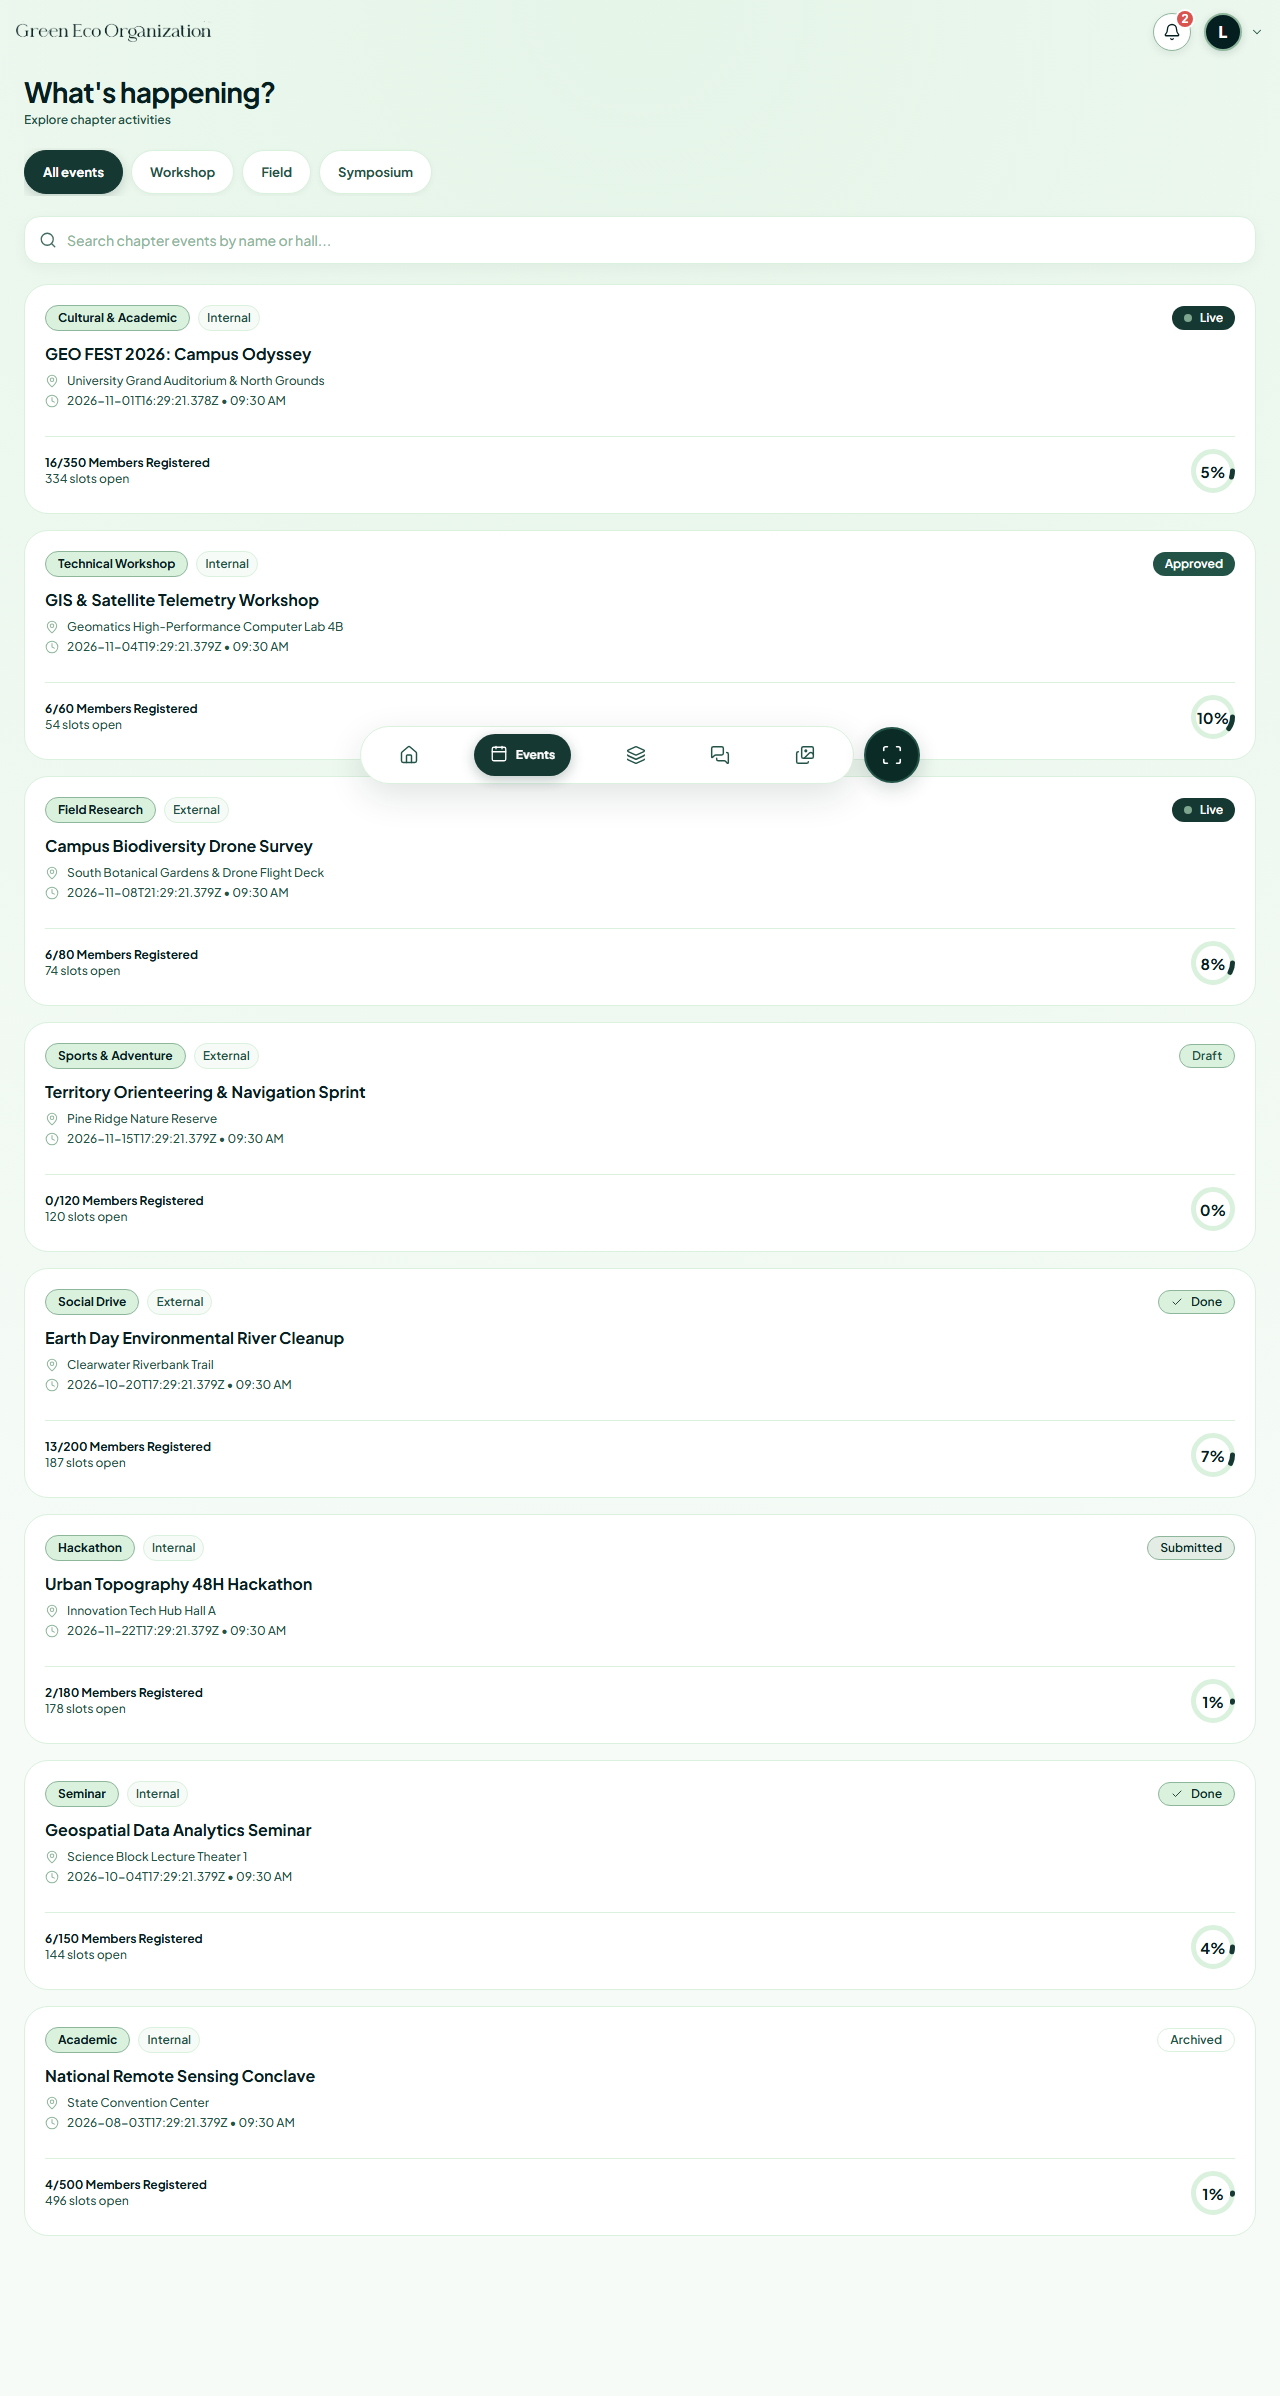 Green Eco Organization
2
L
What's happening?
Explore chapter activities
All events
Workshop
Field
Symposium
Search chapter events by name or hall...
Cultural & Academic
Internal
Live
GEO FEST 2026: Campus Odyssey
University Grand Auditorium & North Grounds
2026-11-01T16:29:21.378Z • 09:30 AM
16/350 Members Registered
334 slots open
5%
Technical Workshop
Internal
Approved
GIS & Satellite Telemetry Workshop
Geomatics High-Performance Computer Lab 4B
2026-11-04T19:29:21.379Z • 09:30 AM
6/60 Members Registered
54 slots open
10%
Events
Field Research
External
Live
Campus Biodiversity Drone Survey
South Botanical Gardens & Drone Flight Deck
2026-11-08T21:29:21.379Z • 09:30 AM
6/80 Members Registered
74 slots open
8%
Sports & Adventure
External
Draft
Territory Orienteering & Navigation Sprint
Pine Ridge Nature Reserve
2026-11-15T17:29:21.379Z • 09:30 AM
0/120 Members Registered
120 slots open
0%
Social Drive
External
Done
Earth Day Environmental River Cleanup
Clearwater Riverbank Trail
2026-10-20T17:29:21.379Z • 09:30 AM
13/200 Members Registered
187 slots open
7%
Hackathon
Internal
Submitted
Urban Topography 48H Hackathon
Innovation Tech Hub Hall A
2026-11-22T17:29:21.379Z • 09:30 AM
2/180 Members Registered
178 slots open
1%
Seminar
Internal
Done
Geospatial Data Analytics Seminar
Science Block Lecture Theater 1
2026-10-04T17:29:21.379Z • 09:30 AM
6/150 Members Registered
144 slots open
4%
Academic
Internal
Archived
National Remote Sensing Conclave
State Convention Center
2026-08-03T17:29:21.379Z • 09:30 AM
4/500 Members Registered
496 slots open
1%